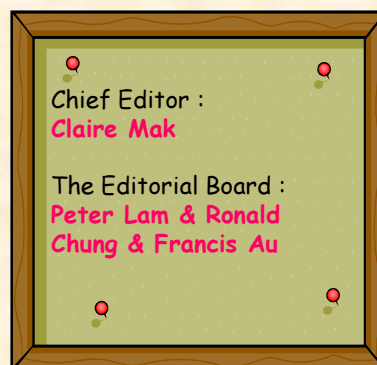 Chief Editor :
Claire Mak
The Editorial Board :
Peter Lam & Ronald
Chung & Francis Au